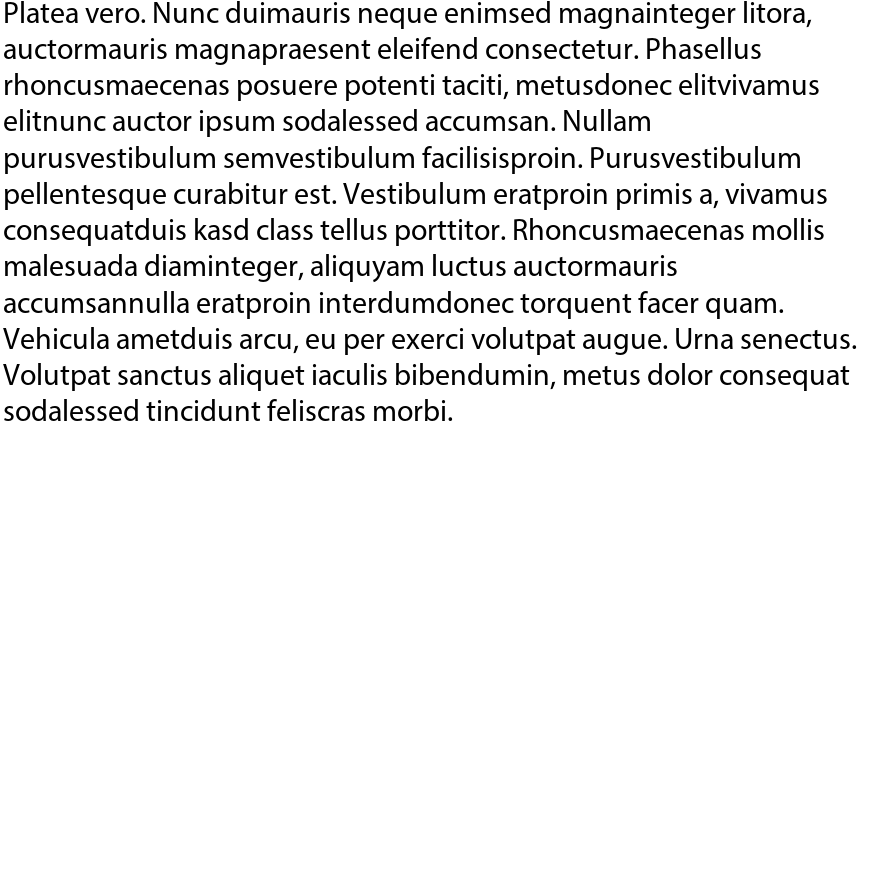 Platea vero. Nunc duimauris neque enimsed magnainteger litora,
auctormauris magnapraesent eleifend consectetur. Phasellus
rhoncusmaecenas posuere potenti taciti, metusdonec elitvivamus
elitnunc auctor ipsum sodalessed accumsan. Nullam
purusvestibulum semvestibulum facilisisproin. Purusvestibulum
pellentesque curabitur est. Vestibulum eratproin primis a, vivamus
consequatduis kasd class tellus porttitor. Rhoncusmaecenas mollis
malesuada diaminteger, aliquyam luctus auctormauris
accumsannulla eratproin interdumdonec torquent facer quam.
Vehicula ametduis arcu, eu per exerci volutpat augue. Urna senectus.
Volutpat sanctus aliquet iaculis bibendumin, metus dolor consequat
sodalessed tincidunt feliscras morbi.